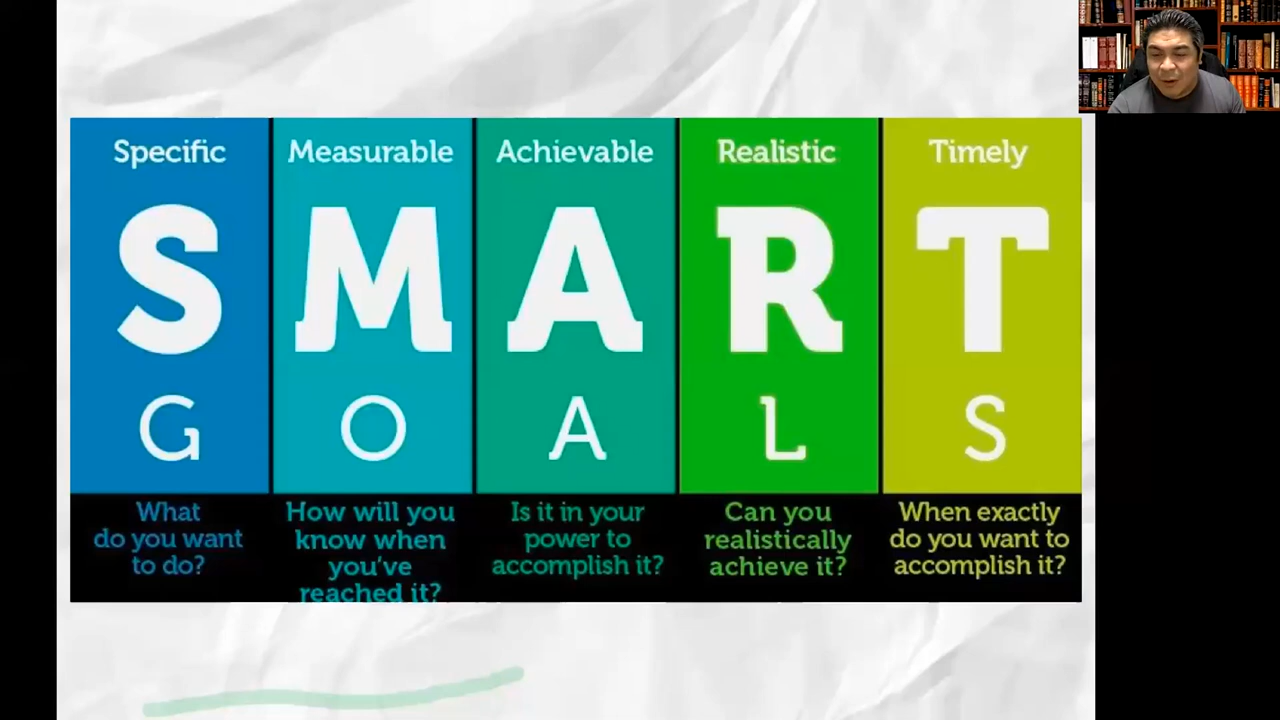 Specific
S
G
What
do you want
to do?
Measurable
M
O
How will you
know when
you've
reached it?
Achievable
A
A
Is it in your
power to
accomplish it?
Realistic
R
L
Can you
realistically
achieve it?
Timely
T
S
When exactly
do you want to
accomplish it?